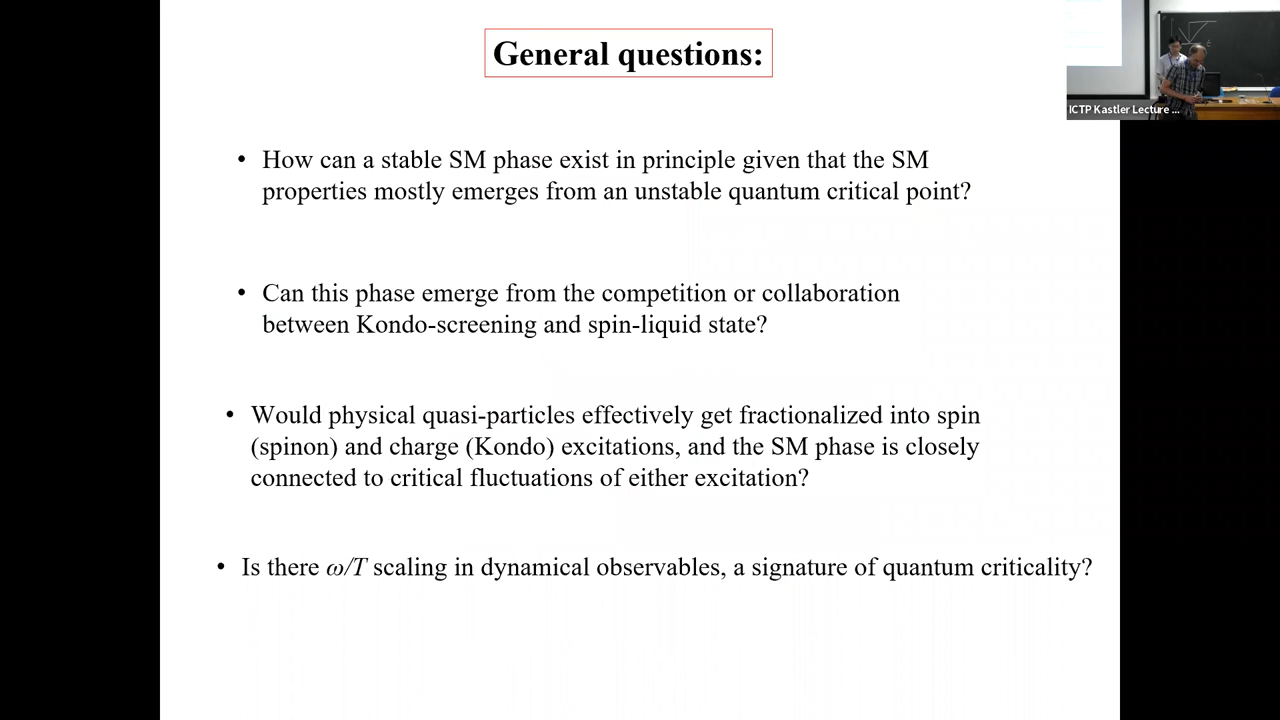 General questions:
ICTP Kastler Lecture ...
• How can a stable SM phase exist in principle given that the SM
properties mostly emerges from an unstable quantum critical point?
• Can this phase emerge from the competition or collaboration
between Kondo-screening and spin-liquid state?
• Would physical quasi-particles effectively get fractionalized into spin
(spinon) and charge (Kondo) excitations, and the SM phase is closely
connected to critical fluctuations of either excitation?
• Is there ω/T scaling in dynamical observables, a signature of quantum criticality?